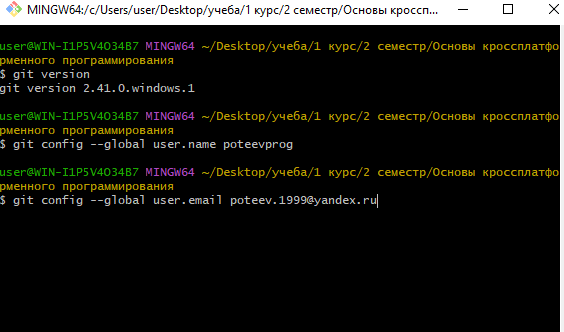 MINGW64:/c/Users/user/Desktop/учеба/1 курс/2 семестр/Основы кроссп...
user@WIN-I1P5V4O34B7 MINGW64 ~/Desktop/учеба/1 курс/2 семестр/Основы кроссплатфо
рменного программирования
$ git version
git version 2.41.0.windows.1
user@WIN-I1P5V4O34B7 MINGW64 ~/Desktop/учеба/1 курс/2 семестр/Основы кроссплатфо
рменного программирования
$ git config --global user.name poteevprog
user@WIN-I1P5V4O34B7 MINGW64 ~/Desktop/учеба/1 курс/2 семестр/Основы кроссплатфо
рменного программирования
$ git config --global user.email poteev.1999@yandex.ru